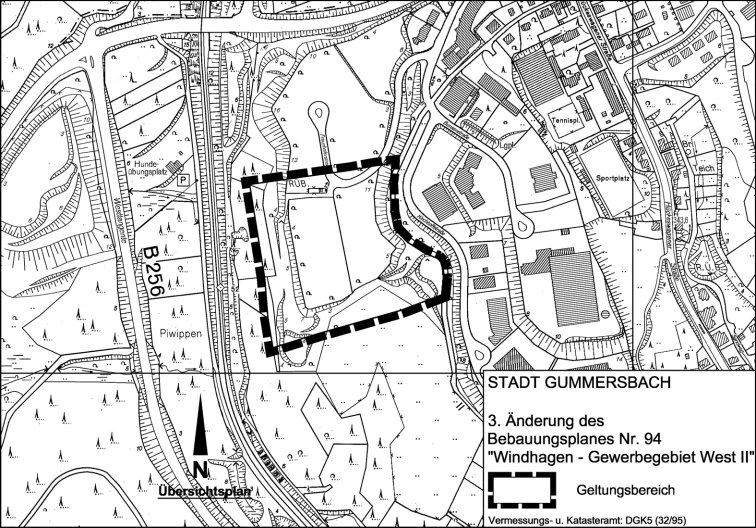 Tennispl.
Hunde-
übungsplatz
P
Sportplatz
RÜB
B 256
Piwippen
N
Übersichtsplan
STADT GUMMERSBACH
3. Änderung des
Bebauungsplanes Nr. 94
"Windhagen - Gewerbegebiet West II"
Geltungsbereich
Vermessungs- u. Katasteramt: DGK5 (32/95)